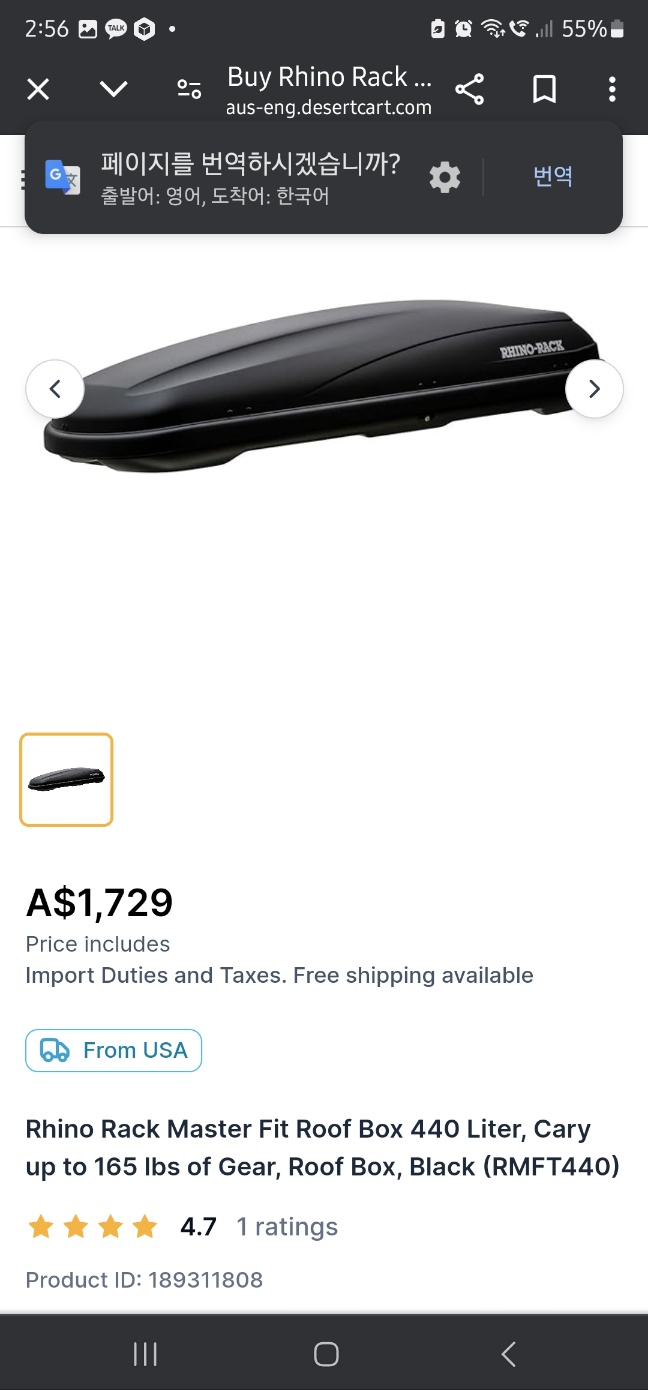 2:56
TALK
55%
Buy Rhino Rack ...
aus-eng.desertcart.com
페이지를 번역하시겠습니까?
출발어: 영어, 도착어: 한국어
번역
RHINO-RACK
A$1,729
Price includes
Import Duties and Taxes. Free shipping available
From USA
Rhino Rack Master Fit Roof Box 440 Liter, Cary
up to 165 lbs of Gear, Roof Box, Black (RMFT440)
4.7 1 ratings
Product ID: 189311808